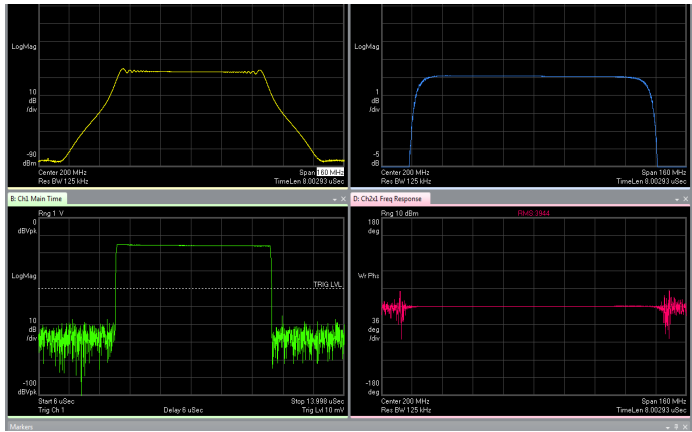 LogMag
10
dB
/div
-90
dBm
Center 200 MHz
Span 160 MHz
Res BW 125 kHz
TimeLen 8.00293 uSec
LogMag
1
dB
/div
-5
dB
Center 200 MHz
Span 160 MHz
Res BW 125 kHz
TimeLen 8.00293 uSec
B: Ch1 Main Time
Rng 1 V
0
dBVpk
LogMag
TRIG LVL
10
dB
/div
-100
dBVpk
Start 6 uSec
Stop 13.998 uSec
Trig Ch 1
Delay 6 uSec
Trig Lvl 10 mV
D: Ch2x1 Freq Response
Rng 10 dBm
RMS:3944
180
deg
Wr.Phs
36
deg
/div
-180
deg
Center 200 MHz
Span 160 MHz
Res BW 125 kHz
TimeLen 8.00293 uSec
Markers